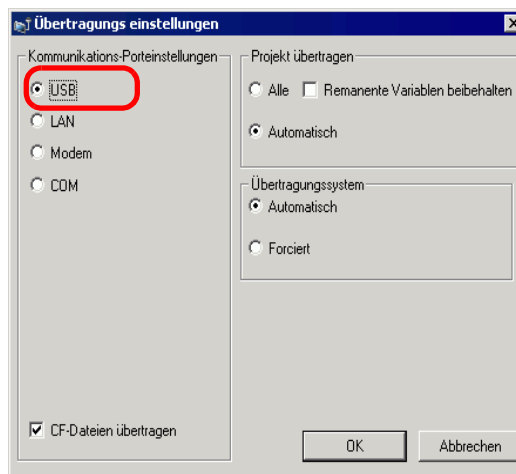 Übertragungs einstellungen
Kommunikations-Porteinstellungen
USB
LAN
Modem
COM
CF-Dateien übertragen
Projekt übertragen
Alle Remanente Variablen beibehalten
Automatisch
Übertragungssystem
Automatisch
Forciert
OK Abbrechen